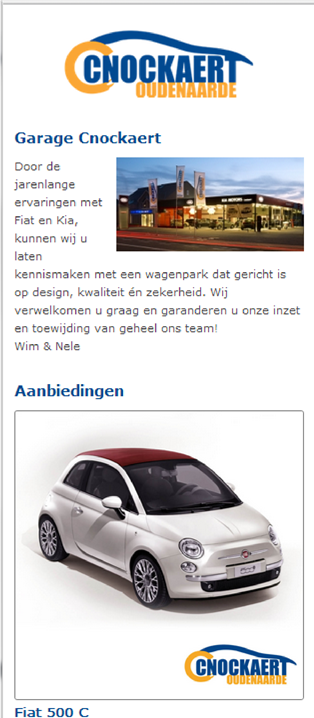 CNOCKAERT
OUDENAARDE
Garage Cnockaert
Door de
jarenlange
ervaringen met
Fiat en Kia,
kunnen wij u
laten
kennismaken met een wagenpark dat gericht is
op design, kwaliteit én zekerheid. Wij
verwelkomen u graag en garanderen u onze inzet
en toewijding van geheel ons team!
Wim & Nele
KIA MOTORS
Aanbiedingen
CNOCKAERT
OUDENAARDE
Fiat 500 C